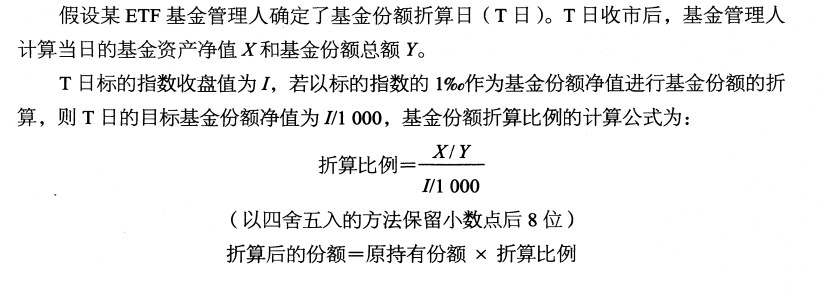 假设某 ETF 基金管理人确定了基金份额折算日（T 日）。T 日收市后，基金管理人
计算当日的基金资产净值 X 和基金份额总额 Y。
T 日标的指数收盘值为 I，若以标的指数的 1‰作为基金份额净值进行基金份额的折
算，则 T 日的目标基金份额净值为 I/1 000，基金份额折算比例的计算公式为：
X/Y
折算比例=
I/1 000
（以四舍五入的方法保留小数点后 8 位）
折算后的份额=原持有份额 × 折算比例